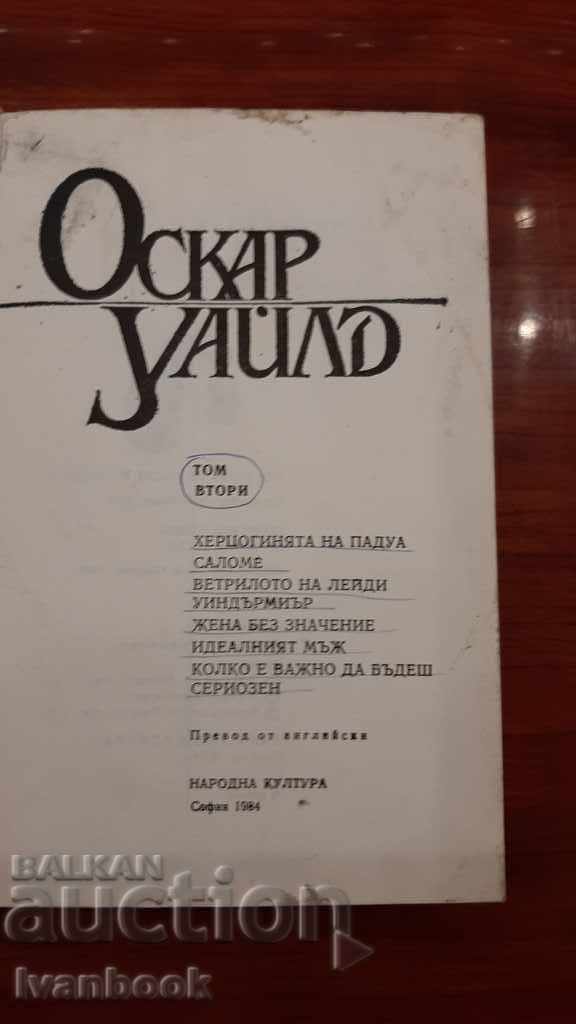 ОСКАР
УАЙЛД
ТОМ
ВТОРИ
ХЕРЦОГИНЯТА НА ПАДУА
САЛОМЕ
ВЕТРИЛОТО НА ЛЕЙДИ
УИНДЪРМИЪР
ЖЕНА БЕЗ ЗНАЧЕНИЕ
ИДЕАЛНИЯТ МЪЖ
КОЛКО Е ВАЖНО ДА БЪДЕШ
СЕРИОЗЕН
Превод от английски
НАРОДНА КУЛТУРА
София 1984
BALKAN
auction
Ivanbook